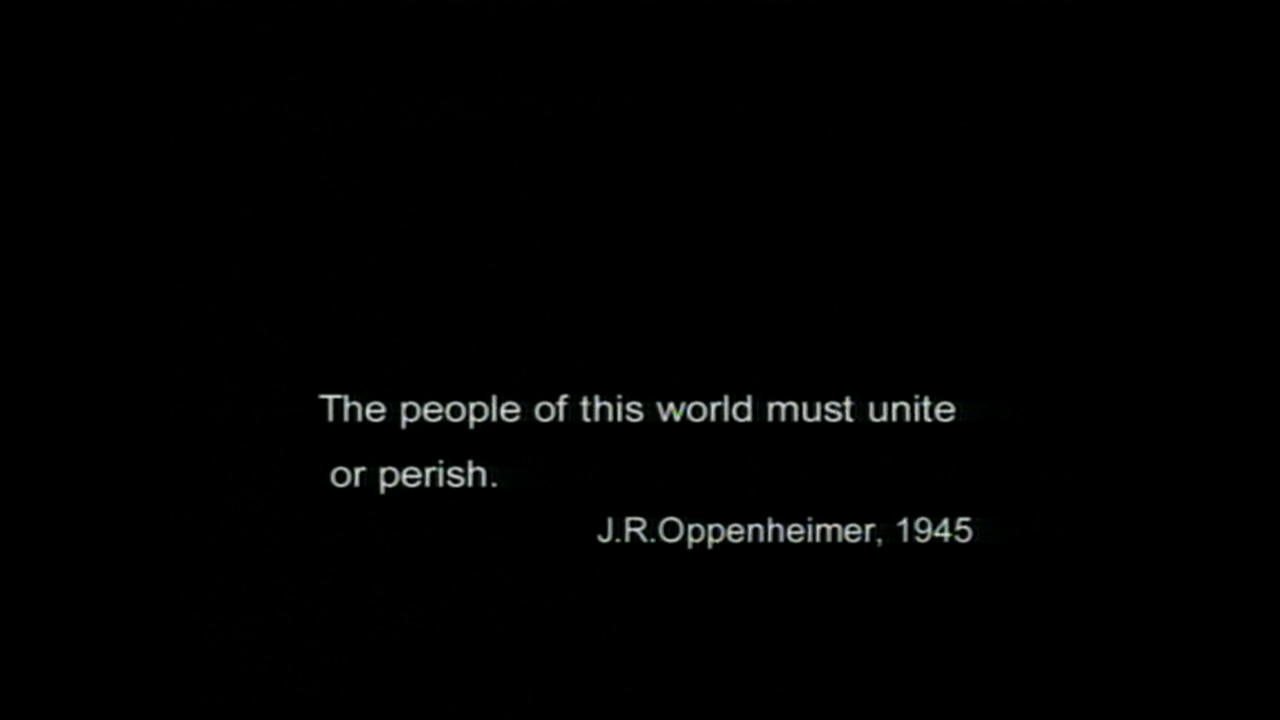 The people of this world must unite
or perish.
J.R.Oppenheimer, 1945